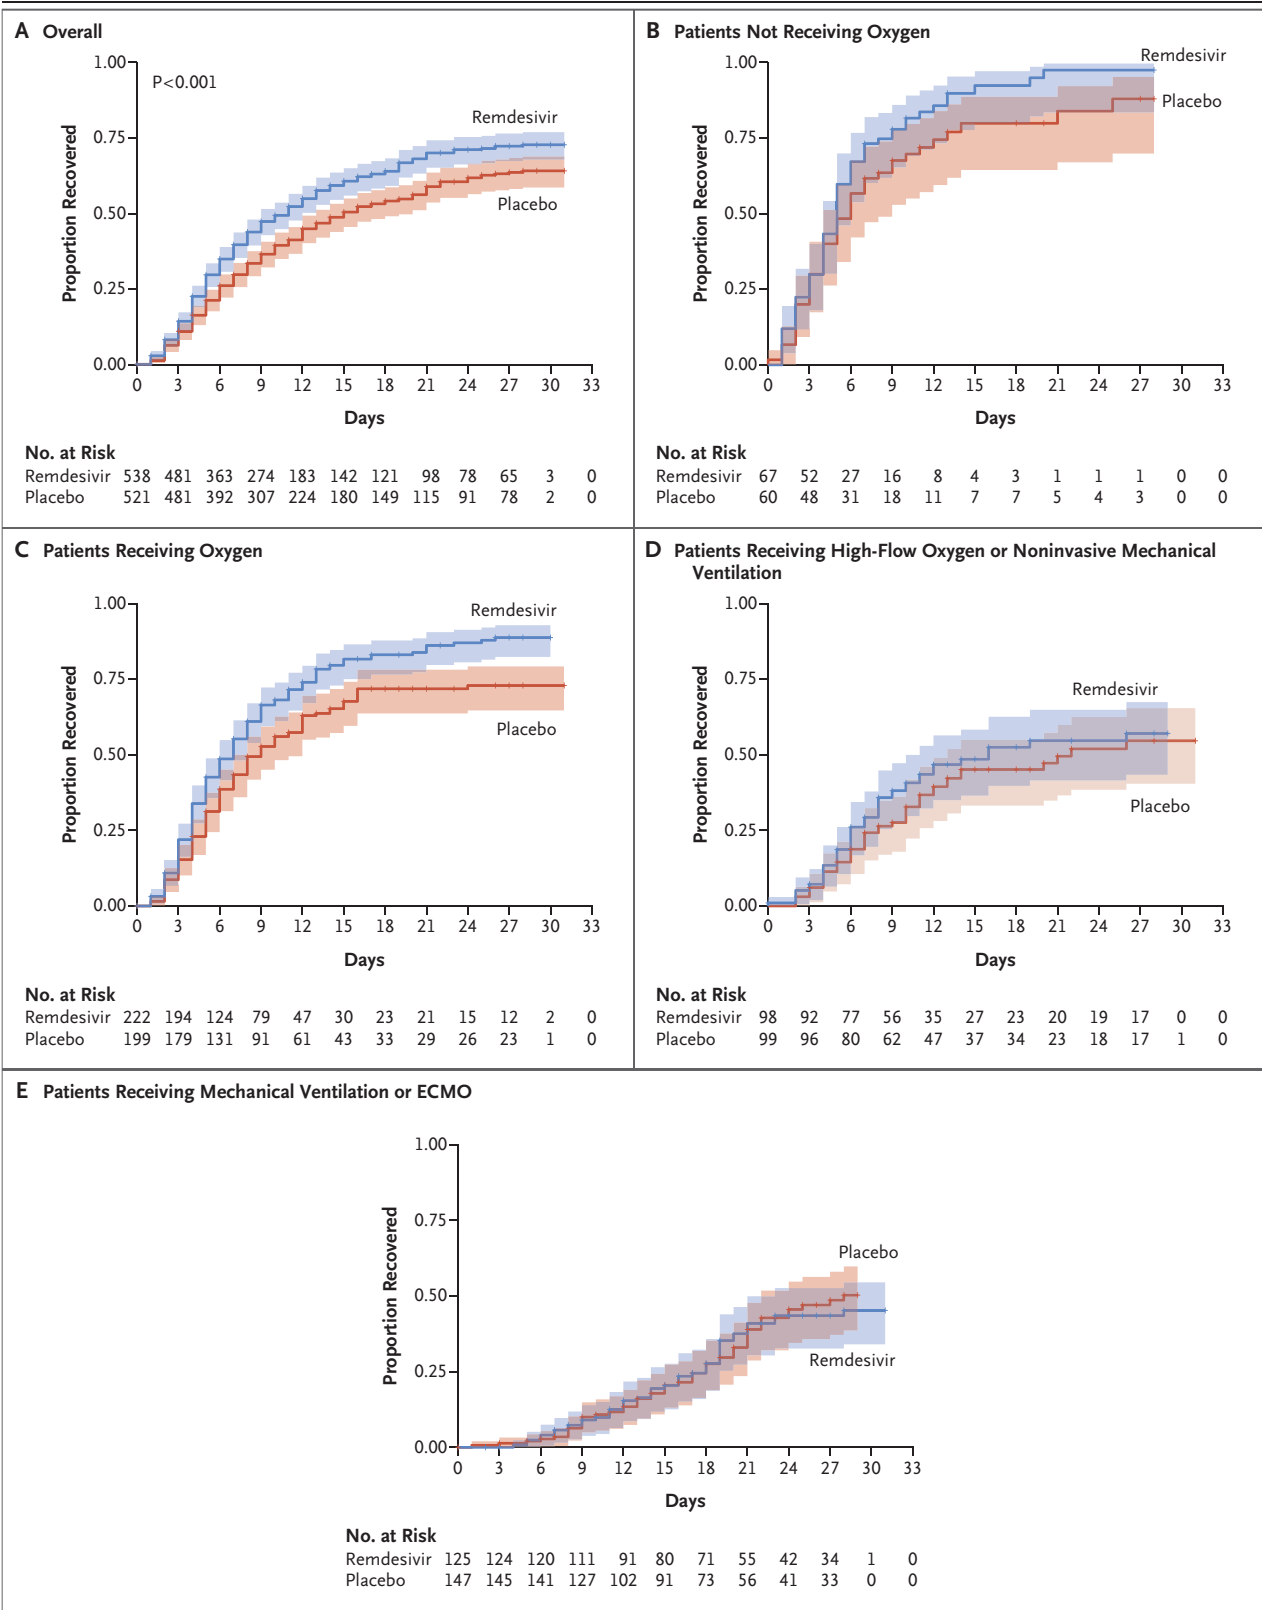 A Overall
P<0.001
1.00
0.75
0.50
0.25
0.00
Proportion Recovered
Remdesivir
Placebo
0 3 6 9 12 15 18 21 24 27 30 33
Days
No. at Risk
Remdesivir 538 481 363 274 183 142 121 98 78 65 3 0
Placebo 521 481 392 307 224 180 149 115 91 78 2 0
B Patients Not Receiving Oxygen
1.00
0.75
0.50
0.25
0.00
Proportion Recovered
Remdesivir
Placebo
0 3 6 9 12 15 18 21 24 27 30 33
Days
No. at Risk
Remdesivir 67 52 27 16 8 4 3 1 1 1 0 0
Placebo 60 48 31 18 11 7 7 5 4 3 0 0
C Patients Receiving Oxygen
1.00
0.75
0.50
0.25
0.00
Proportion Recovered
Remdesivir
Placebo
0 3 6 9 12 15 18 21 24 27 30 33
Days
No. at Risk
Remdesivir 222 194 124 79 47 30 23 21 15 12 2 0
Placebo 199 179 131 91 61 43 33 29 26 23 1 0
D Patients Receiving High-Flow Oxygen or Noninvasive Mechanical
Ventilation
1.00
0.75
0.50
0.25
0.00
Proportion Recovered
Remdesivir
Placebo
0 3 6 9 12 15 18 21 24 27 30 33
Days
No. at Risk
Remdesivir 98 92 77 56 35 27 23 20 19 17 0 0
Placebo 99 96 80 62 47 37 34 23 18 17 1 0
E Patients Receiving Mechanical Ventilation or ECMO
1.00
0.75
0.50
0.25
0.00
Proportion Recovered
Placebo
Remdesivir
0 3 6 9 12 15 18 21 24 27 30 33
Days
No. at Risk
Remdesivir 125 124 120 111 91 80 71 55 42 34 1 0
Placebo 147 145 141 127 102 91 73 56 41 33 0 0